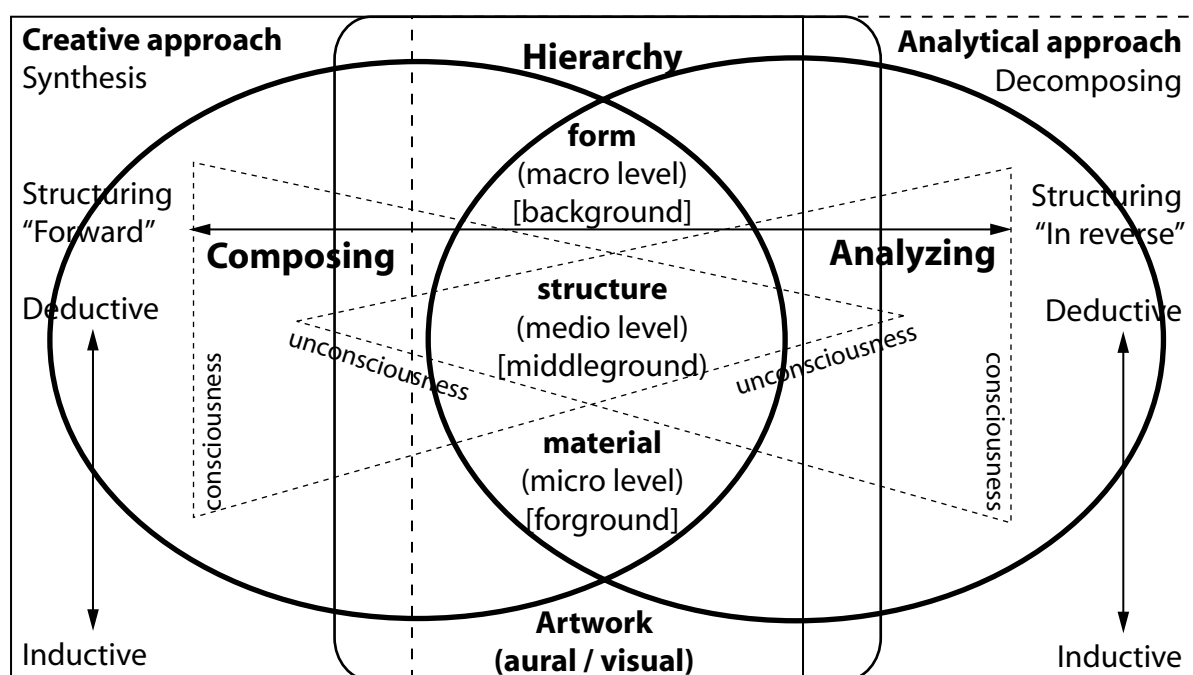 Creative approach
Synthesis
Hierarchy
Analytical approach
Decomposing
form
(macro level)
[background]
Structuring
“Forward”
Structuring
“In reverse”
Composing
Analyzing
structure
(medio level)
[middleground)
Deductive
Deductive
unconsciousness
unconsciousness
consciousness
consciousness
material
(micro level)
[forground]
Inductive
Artwork
(aural / visual)
Inductive